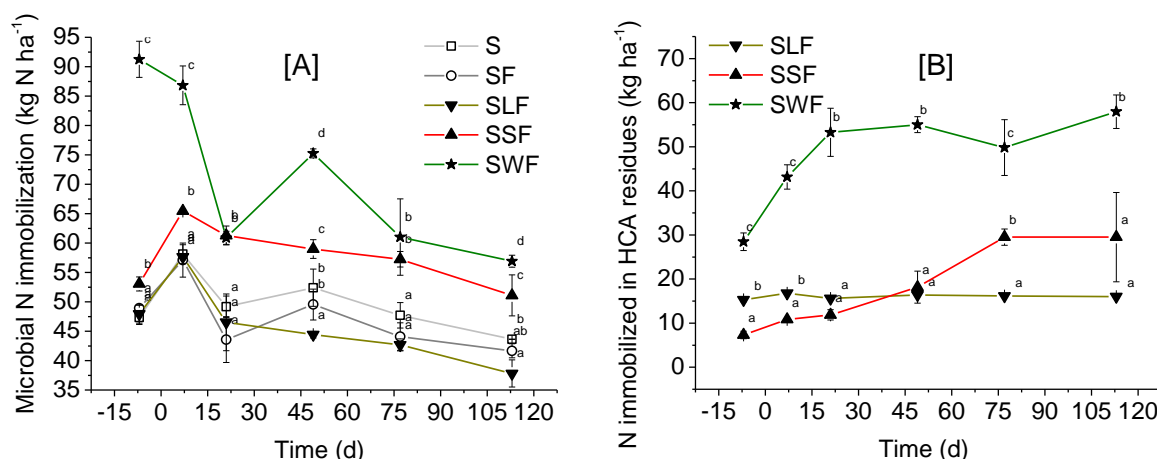 [A]
S
SF
SLF
SSF
SWF
Microbial N immobilization (kg N ha⁻¹)
95
90
85
80
75
70
65
60
55
50
45
40
35
-15 0 15 30 45 60 75 90 105 120
Time (d)
c
c
d
b
d
b
b
b
b
c
b
c
a
a
a
a
a
a
a
a
b
b
a
a
a
a
b
ab
a
[B]
SLF
SSF
SWF
N immobilized in HCA residues (kg ha⁻¹)
70
60
50
40
30
20
10
0
-15 0 15 30 45 60 75 90 105 120
Time (d)
c
c
b
b
c
b
b
b
a
a
a
a
a
a
a
a
b
a